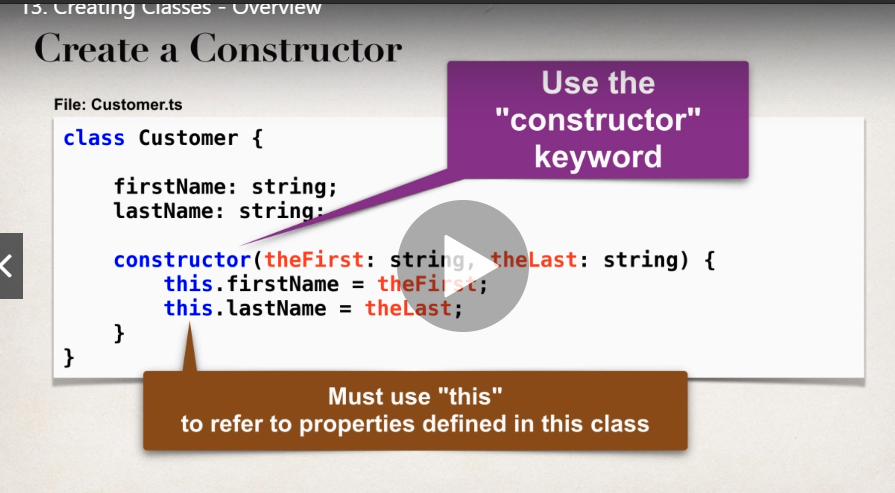 13. Creating Classes - Overview
Create a Constructor
File: Customer.ts
Use the
"constructor"
keyword
class Customer {
firstName: string;
lastName: string;
constructor(theFirst: string, theLast: string) {
this.firstName = theFirst;
this.lastName = theLast;
}
}
Must use "this"
to refer to properties defined in this class